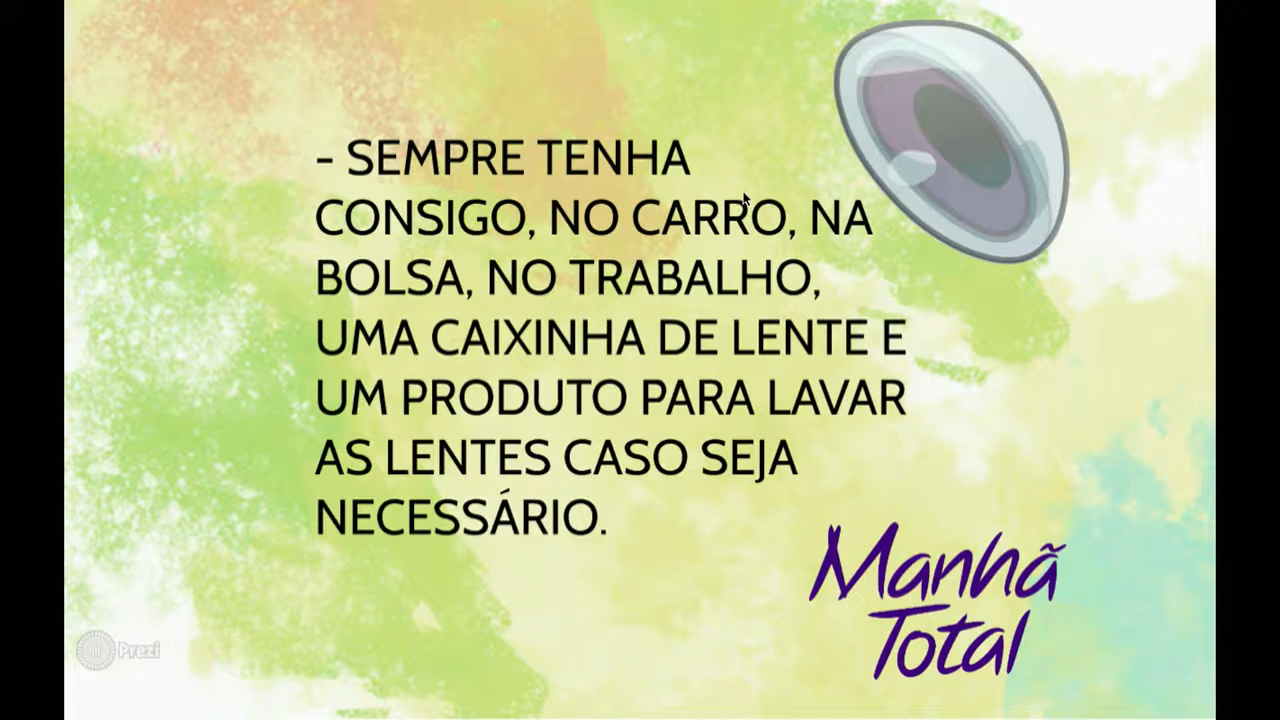 - SEMPRE TENHA
CONSIGO, NO CARRO, NA
BOLSA, NO TRABALHO,
UMA CAIXINHA DE LENTE E
UM PRODUTO PARA LAVAR
AS LENTES CASO SEJA
NECESSÁRIO.
Manhã
Total
Prezi